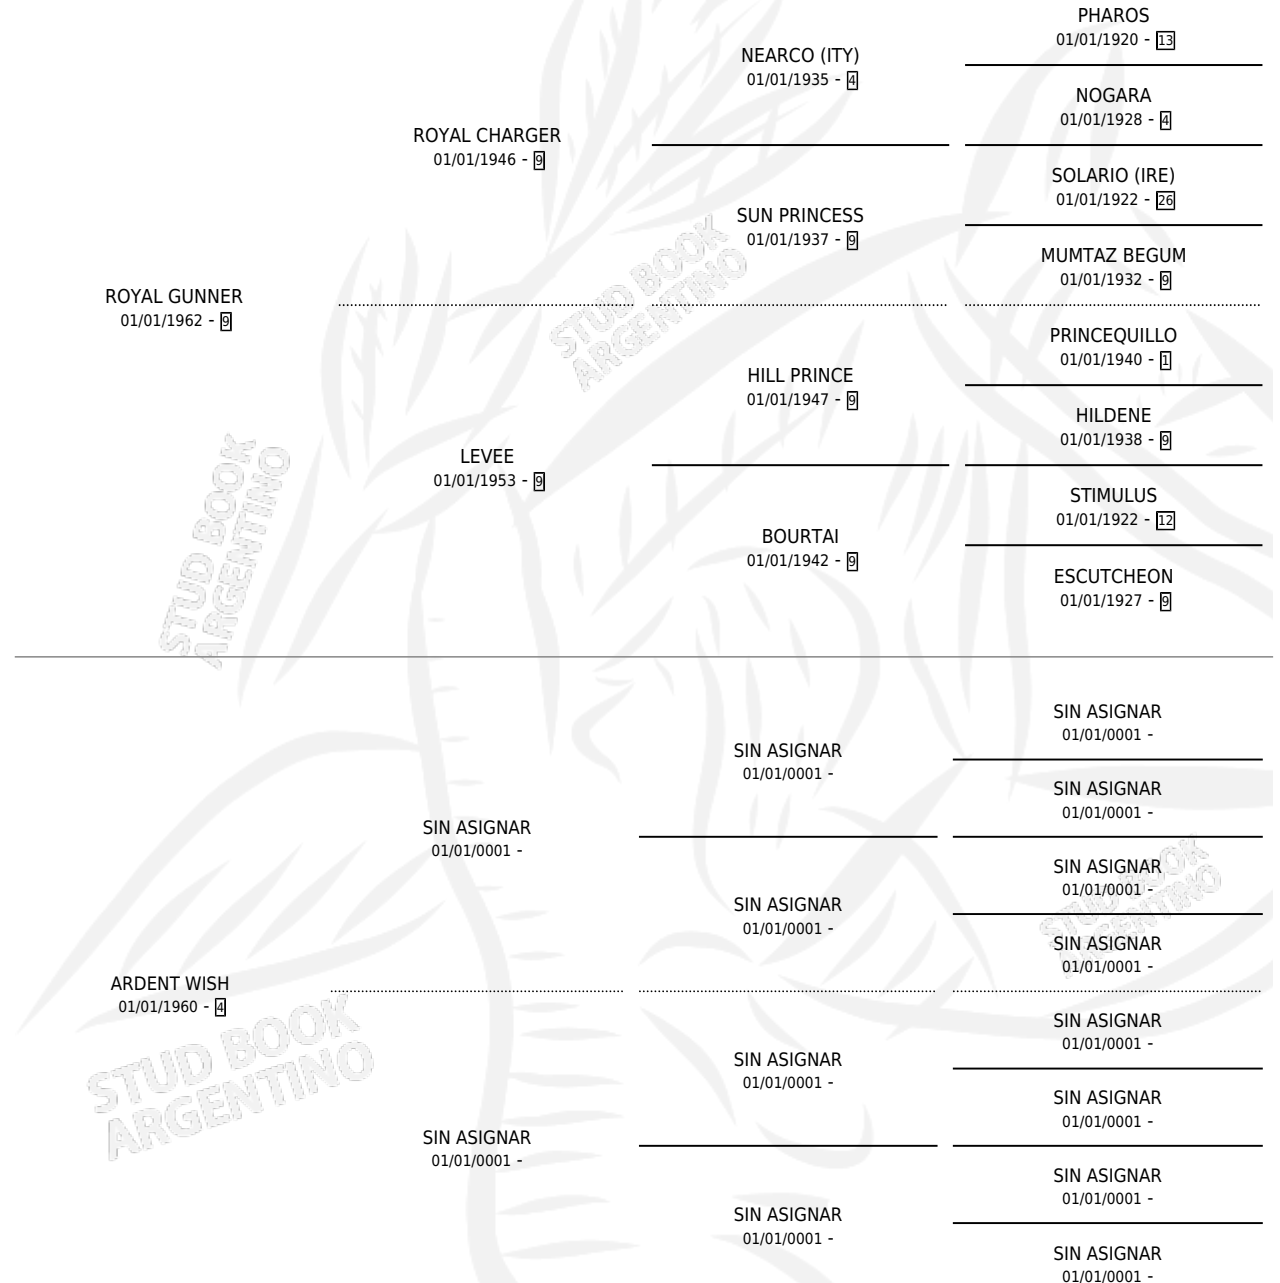 PHAROS
01/01/1920 - 13
NEARCO (ITY)
01/01/1935 - 4
NOGARA
01/01/1928 - 4
ROYAL CHARGER
01/01/1946 - 9
SOLARIO (IRE)
01/01/1922 - 26
SUN PRINCESS
01/01/1937 - 9
MUMTAZ BEGUM
01/01/1932 - 9
ROYAL GUNNER
01/01/1962 - 9
PRINCEQUILLO
01/01/1940 - 1
HILL PRINCE
01/01/1947 - 9
HILDENE
01/01/1938 - 9
LEVEE
01/01/1953 - 9
STIMULUS
01/01/1922 - 12
BOURTAI
01/01/1942 - 9
ESCUTCHEON
01/01/1927 - 9
STUD BOOK
ARGENTINO
STUD BOOK
ARGENTINO
SIN ASIGNAR
01/01/0001 -
SIN ASIGNAR
01/01/0001 -
SIN ASIGNAR
01/01/0001 -
SIN ASIGNAR
01/01/0001 -
SIN ASIGNAR
01/01/0001 -
SIN ASIGNAR
01/01/0001 -
SIN ASIGNAR
01/01/0001 -
STUD BOOK
ARGENTINO
ARDENT WISH
01/01/1960 - 4
SIN ASIGNAR
01/01/0001 -
SIN ASIGNAR
01/01/0001 -
SIN ASIGNAR
01/01/0001 -
SIN ASIGNAR
01/01/0001 -
SIN ASIGNAR
01/01/0001 -
SIN ASIGNAR
01/01/0001 -
SIN ASIGNAR
01/01/0001 -
STUD BOOK
ARGENTINO